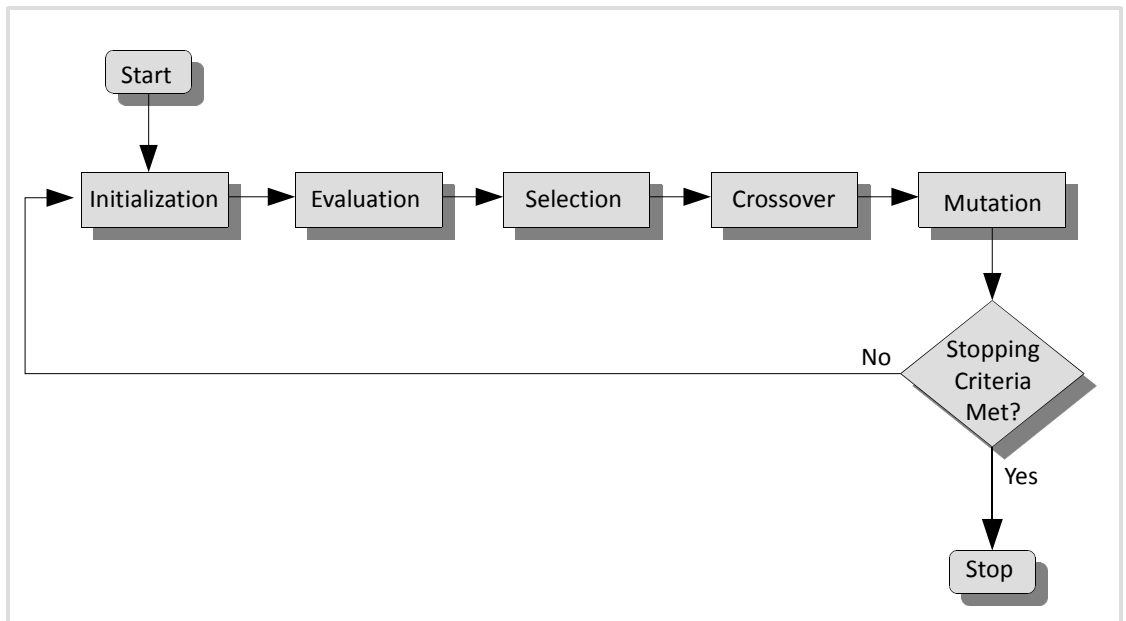 Start
Initialization
Evaluation
Selection
Crossover
Mutation
No
Stopping
Criteria
Met?
Yes
Stop